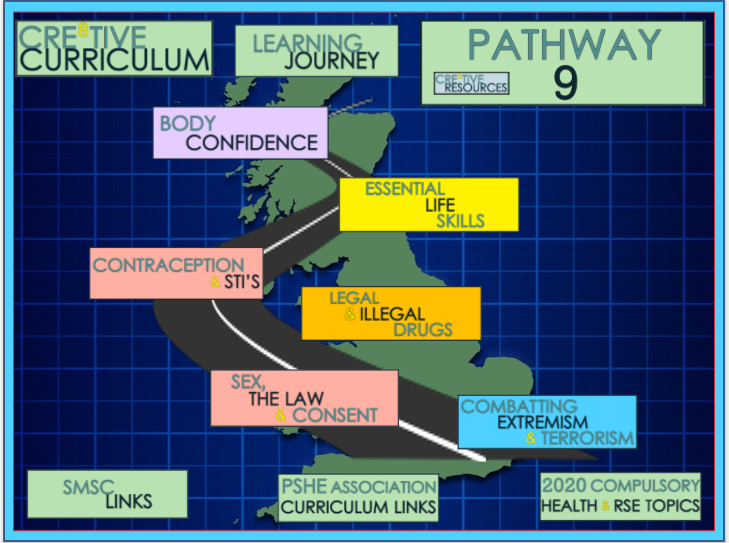 CRE8TIVE
CURRICULUM
LEARNING
JOURNEY
PATHWAY
9
CRE8TIVE
RESOURCES
BODY
CONFIDENCE
ESSENTIAL
LIFE
SKILLS
CONTRACEPTION
& STI'S
LEGAL
& ILLEGAL
DRUGS
SEX,
THE LAW
& CONSENT
COMBATTING
EXTREMISM
& TERRORISM
SMSC
LINKS
PSHE ASSOCIATION
CURRICULUM LINKS
2020 COMPULSORY
HEALTH & RSE TOPICS